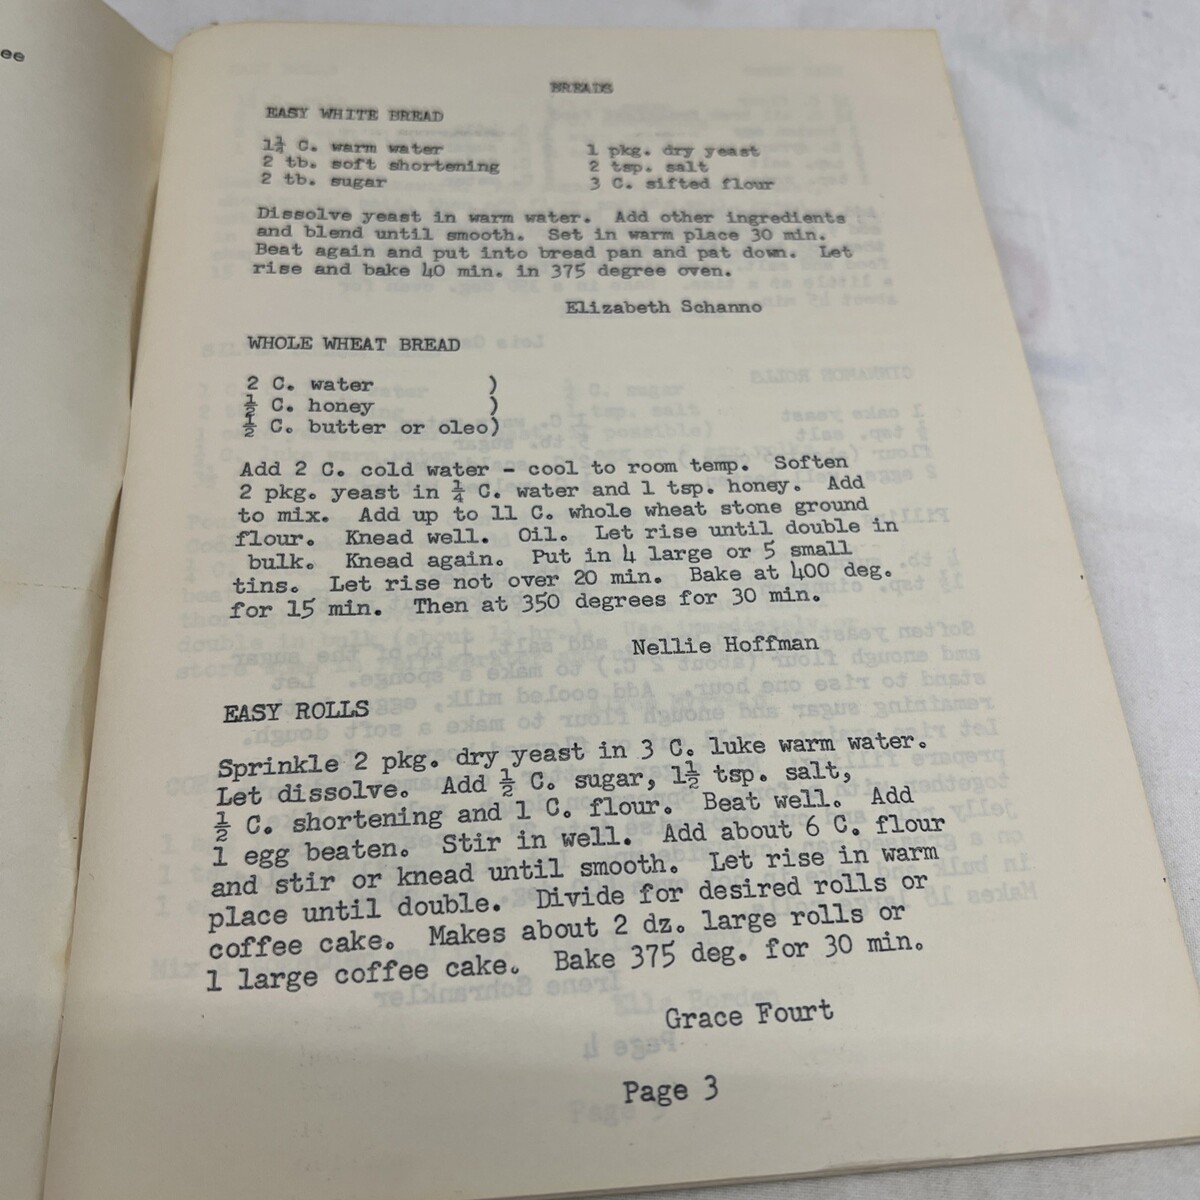 ee
BREADS
EASY WHITE BREAD
1¼ C. warm water 1 pkg. dry yeast
2 tb. soft shortening 2 tsp. salt
2 tb. sugar 3 C. sifted flour
Dissolve yeast in warm water. Add other ingredients
and blend until smooth. Set in warm place 30 min.
Beat again and put into bread pan and pat down. Let
rise and bake 40 min. in 375 degree oven.
Elizabeth Schanno
WHOLE WHEAT BREAD
2 C. water )
½ C. honey )
½ C. butter or oleo)
Add 2 C. cold water - cool to room temp. Soften
2 pkg. yeast in ¼ C. water and 1 tsp. honey. Add
to mix. Add up to 11 C. whole wheat stone ground
flour. Knead well. Oil. Let rise until double in
bulk. Knead again. Put in 4 large or 5 small
tins. Let rise not over 20 min. Bake at 400 deg.
for 15 min. Then at 350 degrees for 30 min.
Nellie Hoffman
EASY ROLLS
Sprinkle 2 pkg. dry yeast in 3 C. luke warm water.
Let dissolve. Add ½ C. sugar, 1½ tsp. salt,
½ C. shortening and 1 C. flour. Beat well. Add
1 egg beaten. Stir in well. Add about 6 C. flour
and stir or knead until smooth. Let rise in warm
place until double. Divide for desired rolls or
coffee cake. Makes about 2 dz. large rolls or
1 large coffee cake. Bake 375 deg. for 30 min.
Grace Fourt
Page 3